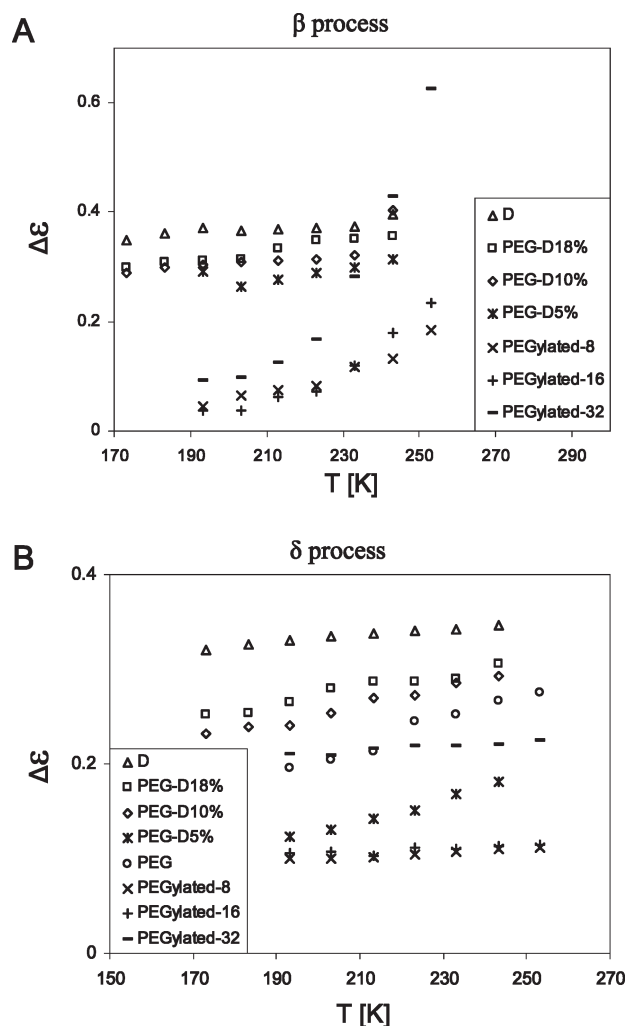 A
β process
0.6
0.4
0.2
0
Δε
D
PEG-D18%
PEG-D10%
PEG-D5%
PEGylated-8
PEGylated-16
PEGylated-32
170 190 210 230 250 270 290
T [K]
B
δ process
0.4
0.2
0
Δε
D
PEG-D18%
PEG-D10%
PEG-D5%
PEG
PEGylated-8
PEGylated-16
PEGylated-32
150 170 190 210 230 250 270
T [K]